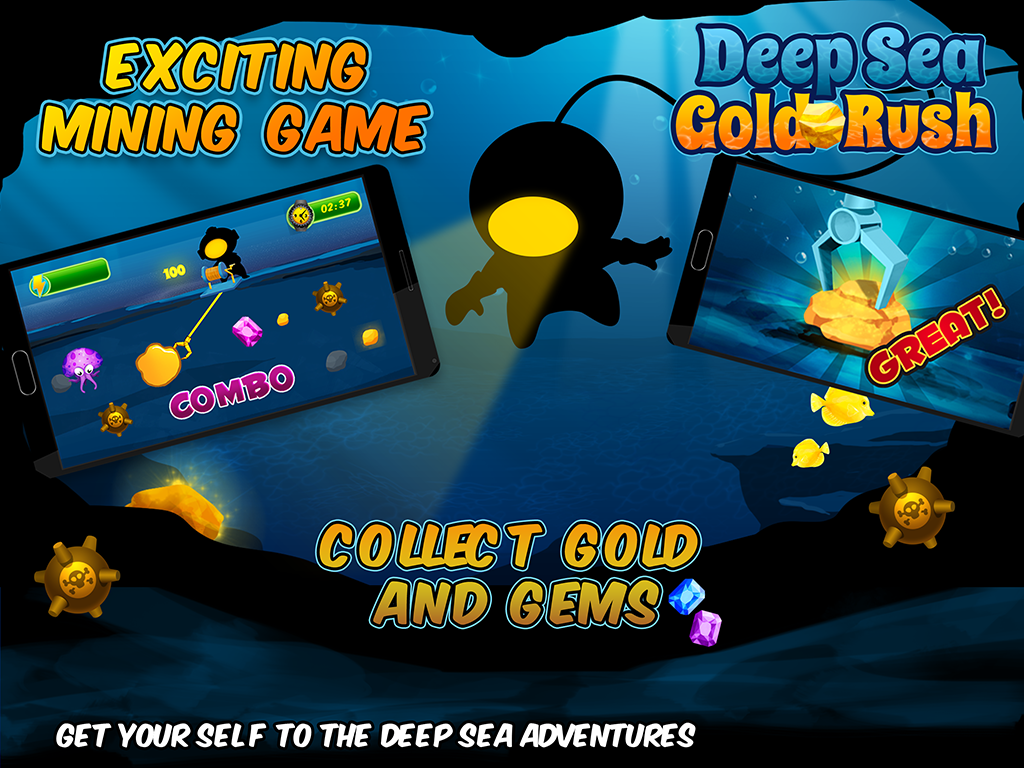 EXCITING
MINING GAME
Deep Sea
Gold Rush
02:37
100
COMBO
GREAT!
COLLECT GOLD
AND GEMS
GET YOUR SELF TO THE DEEP SEA ADVENTURES